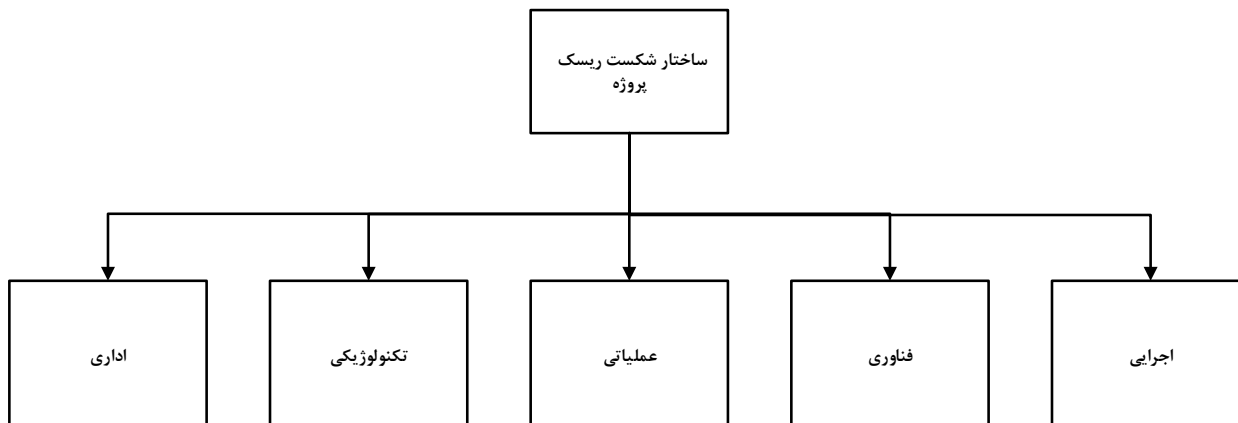 ساختار شکست ریسک
پروژه
اجرایی
فناوری
عملیاتی
تکنولوژیکی
اداری